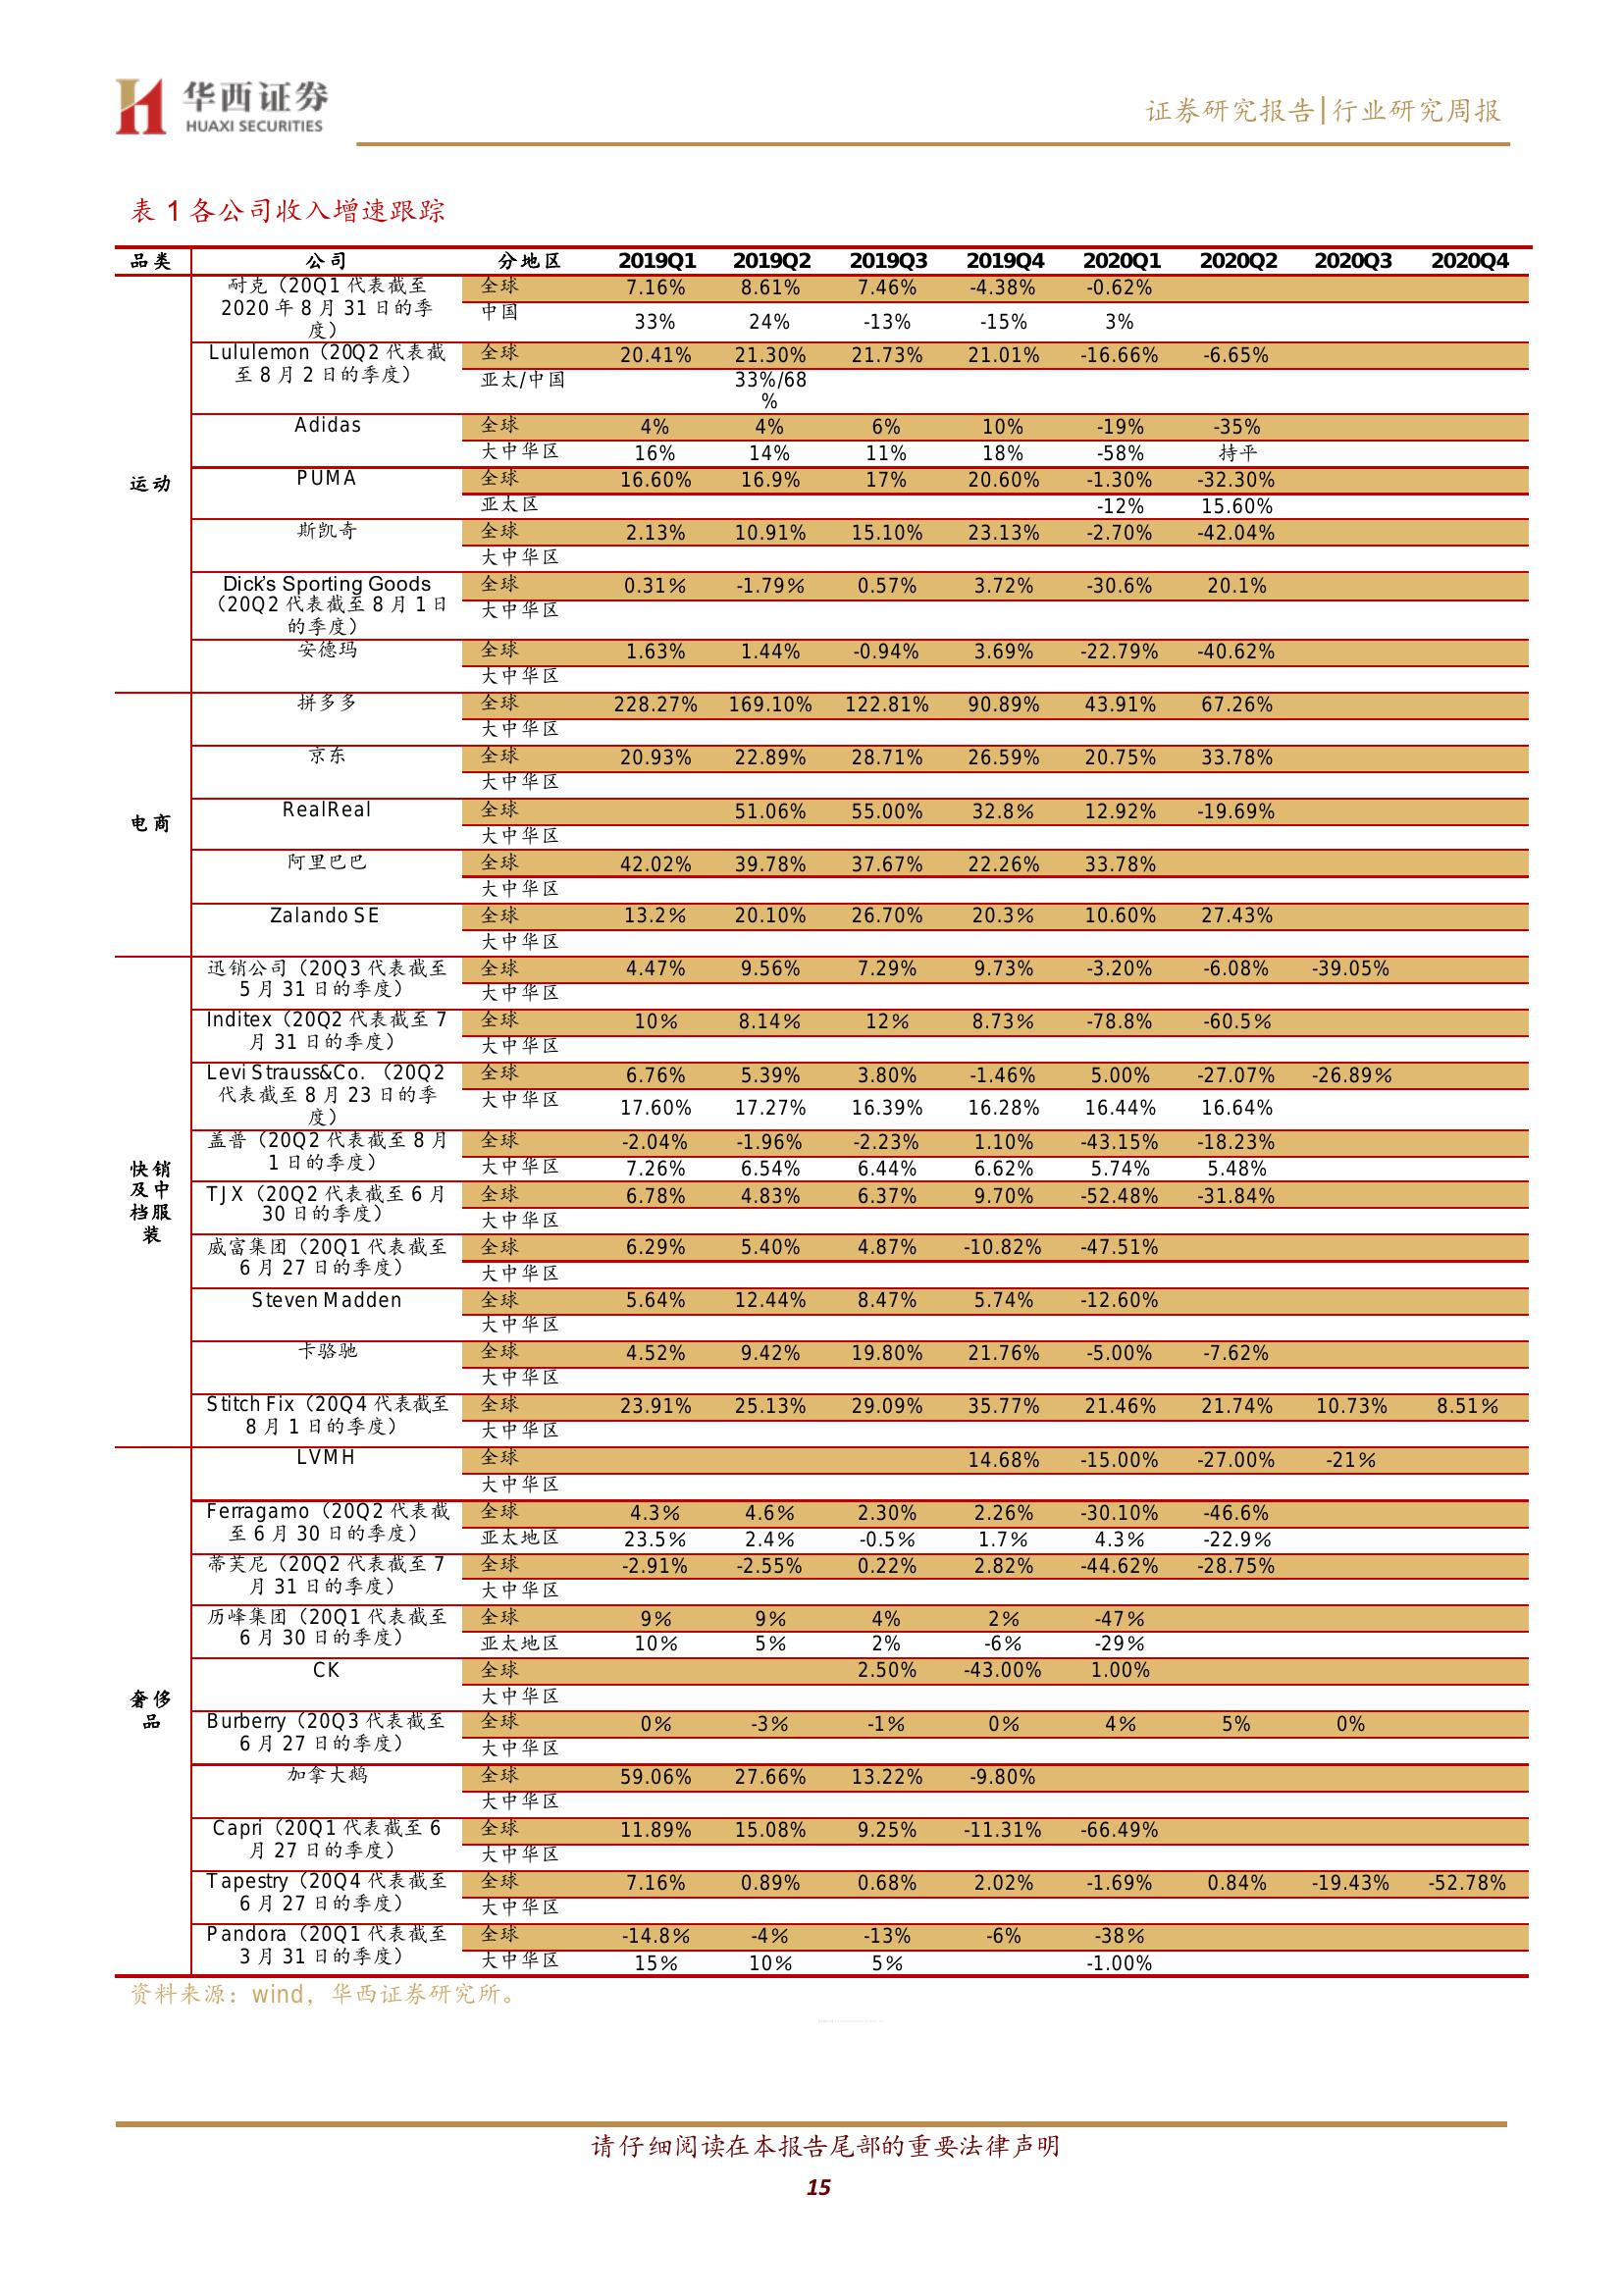 华西证券
HUAXI SECURITIES
证券研究报告|行业研究周报
表 1 各公司收入增速跟踪
品类 公司 分地区 2019Q1 2019Q2 2019Q3 2019Q4 2020Q1 2020Q2 2020Q3 2020Q4
运动
耐克（20Q1 代表截至
2020 年 8 月 31 日的季
度）
全球 7.16% 8.61% 7.46% -4.38% -0.62%
中国 33% 24% -13% -15% 3%
Lululemon（20Q2 代表截
至 8 月 2 日的季度）
全球 20.41% 21.30% 21.73% 21.01% -16.66% -6.65%
亚太/中国 33%/68
%
Adidas
全球 4% 4% 6% 10% -19% -35%
大中华区 16% 14% 11% 18% -58% 持平
PUMA
全球 16.60% 16.9% 17% 20.60% -1.30% -32.30%
亚太区 -12% 15.60%
斯凯奇
全球 2.13% 10.91% 15.10% 23.13% -2.70% -42.04%
大中华区
Dick's Sporting Goods
（20Q2 代表截至 8 月 1 日
的季度）
全球 0.31% -1.79% 0.57% 3.72% -30.6% 20.1%
大中华区
安德玛
全球 1.63% 1.44% -0.94% 3.69% -22.79% -40.62%
大中华区
电商
拼多多
全球 228.27% 169.10% 122.81% 90.89% 43.91% 67.26%
大中华区
京东
全球 20.93% 22.89% 28.71% 26.59% 20.75% 33.78%
大中华区
RealReal
全球 51.06% 55.00% 32.8% 12.92% -19.69%
大中华区
阿里巴巴
全球 42.02% 39.78% 37.67% 22.26% 33.78%
大中华区
Zalando SE
全球 13.2% 20.10% 26.70% 20.3% 10.60% 27.43%
大中华区
快销
及中
档服
装
迅销公司（20Q3 代表截至
5 月 31 日的季度）
全球 4.47% 9.56% 7.29% 9.73% -3.20% -6.08% -39.05%
大中华区
Inditex（20Q2 代表截至 7
月 31 日的季度）
全球 10% 8.14% 12% 8.73% -78.8% -60.5%
大中华区
Levi Strauss&Co. （20Q2
代表截至 8 月 23 日的季
度）
全球 6.76% 5.39% 3.80% -1.46% 5.00% -27.07% -26.89%
大中华区 17.60% 17.27% 16.39% 16.28% 16.44% 16.64%
盖普（20Q2 代表截至 8 月
1 日的季度）
全球 -2.04% -1.96% -2.23% 1.10% -43.15% -18.23%
大中华区 7.26% 6.54% 6.44% 6.62% 5.74% 5.48%
TJX（20Q2 代表截至 6 月
30 日的季度）
全球 6.78% 4.83% 6.37% 9.70% -52.48% -31.84%
大中华区
威富集团（20Q1 代表截至
6 月 27 日的季度）
全球 6.29% 5.40% 4.87% -10.82% -47.51%
大中华区
Steven Madden
全球 5.64% 12.44% 8.47% 5.74% -12.60%
大中华区
卡骆驰
全球 4.52% 9.42% 19.80% 21.76% -5.00% -7.62%
大中华区
Stitch Fix（20Q4 代表截至
8 月 1 日的季度）
全球 23.91% 25.13% 29.09% 35.77% 21.46% 21.74% 10.73% 8.51%
大中华区
奢侈
品
LVMH
全球 14.68% -15.00% -27.00% -21%
大中华区
Ferragamo（20Q2 代表截
至 6 月 30 日的季度）
全球 4.3% 4.6% 2.30% 2.26% -30.10% -46.6%
亚太地区 23.5% 2.4% -0.5% 1.7% 4.3% -22.9%
蒂芙尼（20Q2 代表截至 7
月 31 日的季度）
全球 -2.91% -2.55% 0.22% 2.82% -44.62% -28.75%
大中华区
历峰集团（20Q1 代表截至
6 月 30 日的季度）
全球 9% 9% 4% 2% -47%
亚太地区 10% 5% 2% -6% -29%
CK
全球 2.50% -43.00% 1.00%
大中华区
Burberry（20Q3 代表截至
6 月 27 日的季度）
全球 0% -3% -1% 0% 4% 5% 0%
大中华区
加拿大鹅
全球 59.06% 27.66% 13.22% -9.80%
大中华区
Capri（20Q1 代表截至 6
月 27 日的季度）
全球 11.89% 15.08% 9.25% -11.31% -66.49%
大中华区
Tapestry（20Q4 代表截至
6 月 27 日的季度）
全球 7.16% 0.89% 0.68% 2.02% -1.69% 0.84% -19.43% -52.78%
大中华区
Pandora（20Q1 代表截至
3 月 31 日的季度）
全球 -14.8% -4% -13% -6% -38%
大中华区 15% 10% 5% -1.00%
资料来源：wind，华西证券研究所。
请仔细阅读在本报告尾部的重要法律声明
15